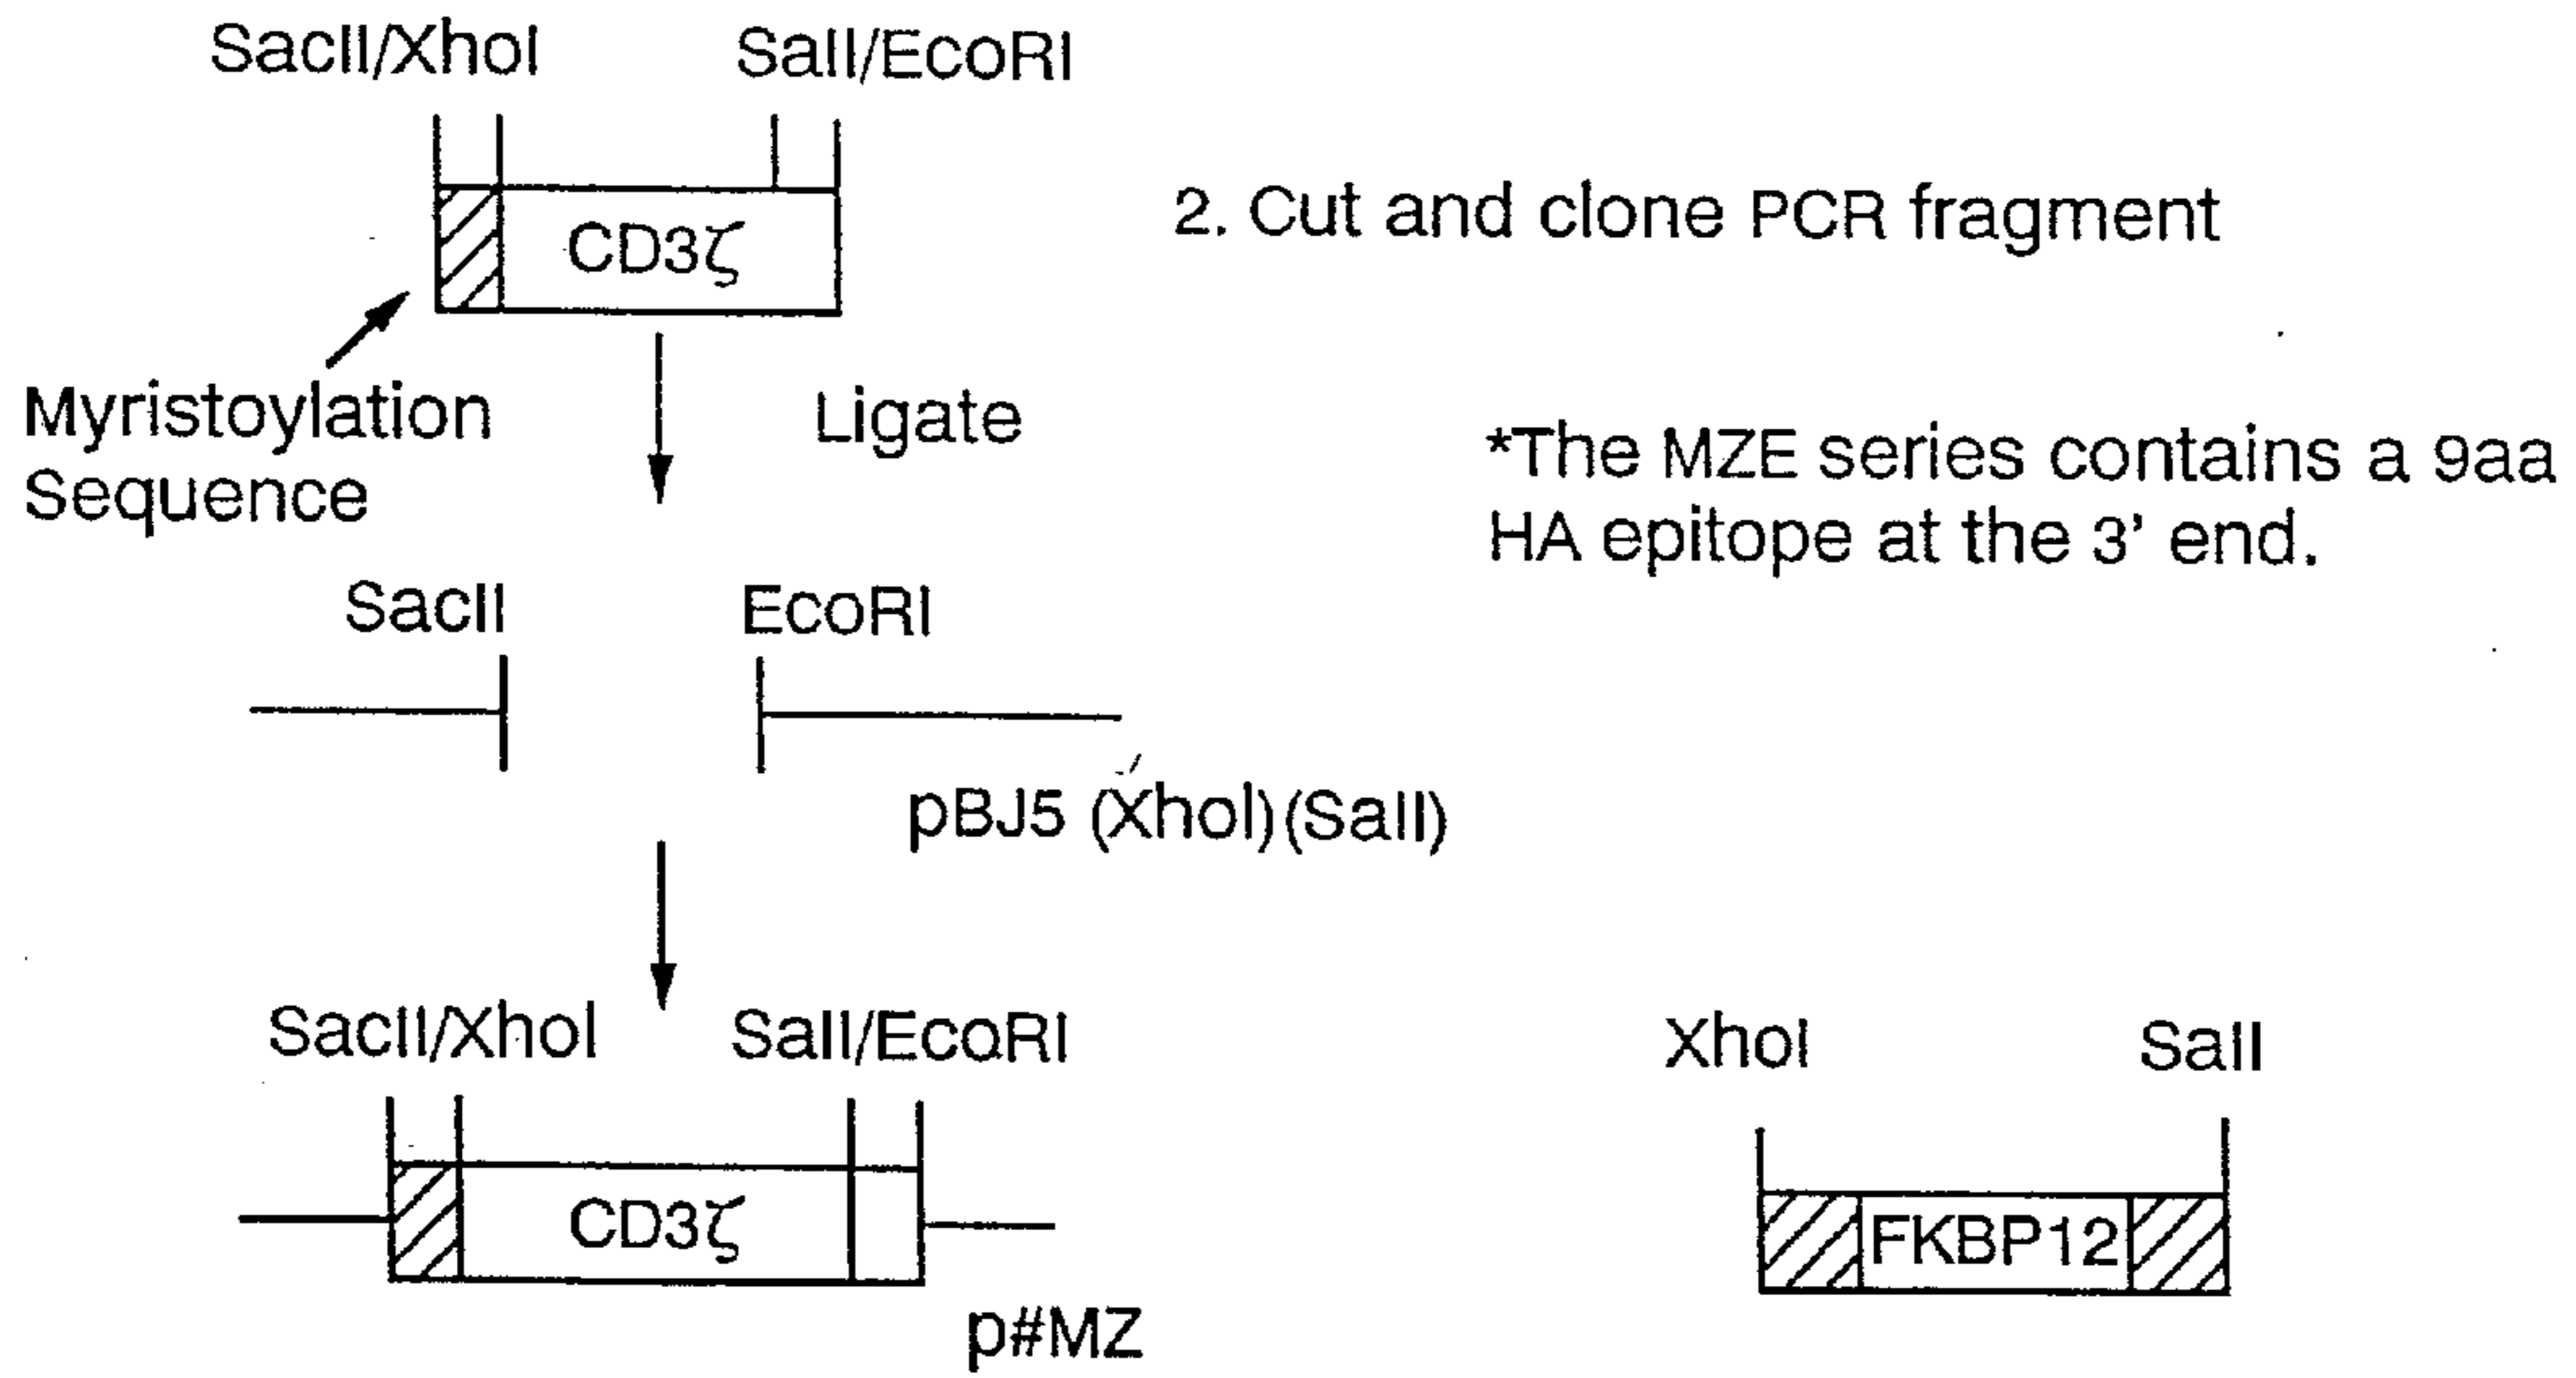 SacII/XhoI
SalI/EcoRI
CD3ζ
2. Cut and clone PCR fragment
Myristoylation
Sequence
Ligate
*The MZE series contains a 9aa
HA epitope at the 3' end.
SacII
EcoRI
pBJ5 (XhoI)(SalI)
SacII/XhoI
SalI/EcoRI
CD3ζ
p#MZ
XhoI
SalI
FKBP12